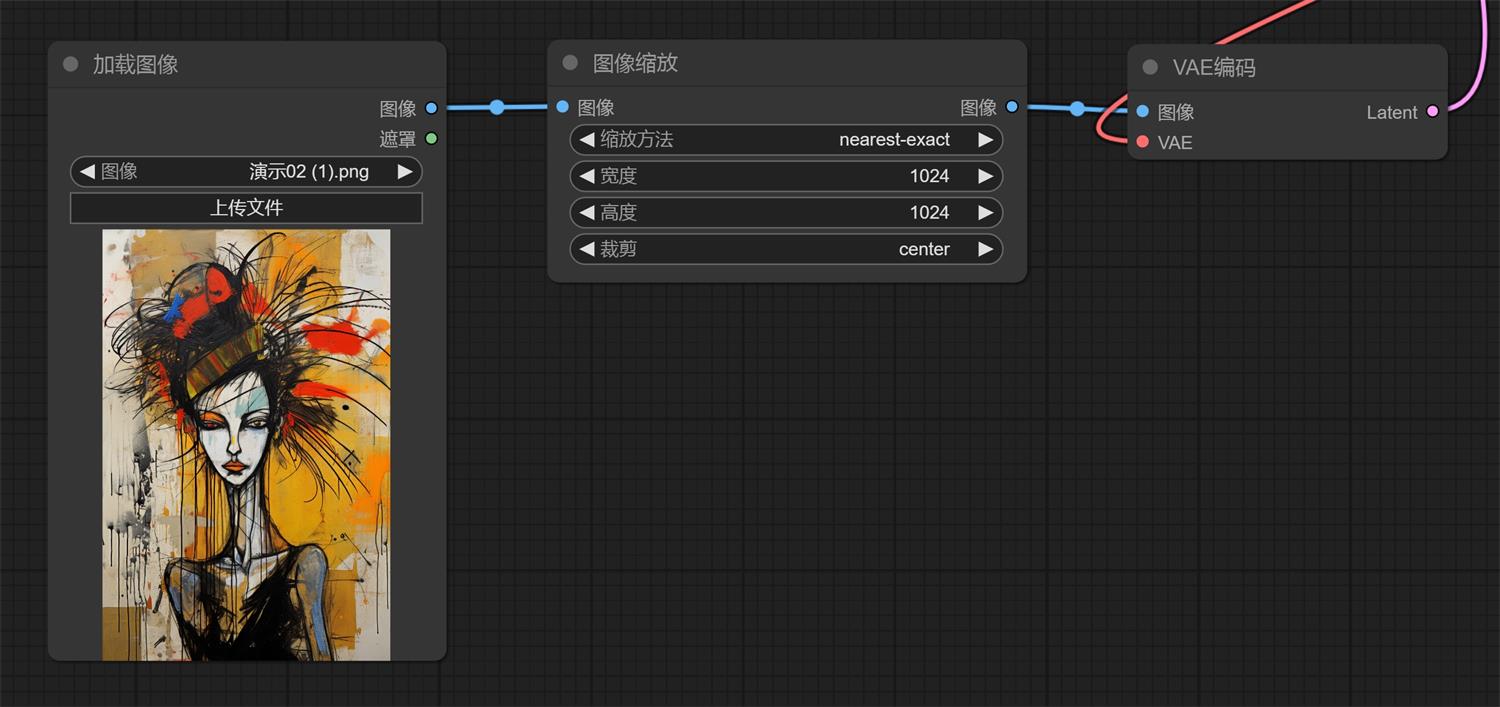 加载图像
图像
遮罩
图像 演示02 (1).png
上传文件
图像缩放
图像 图像
缩放方法 nearest-exact
宽度 1024
高度 1024
裁剪 center
VAE编码
图像 Latent
VAE